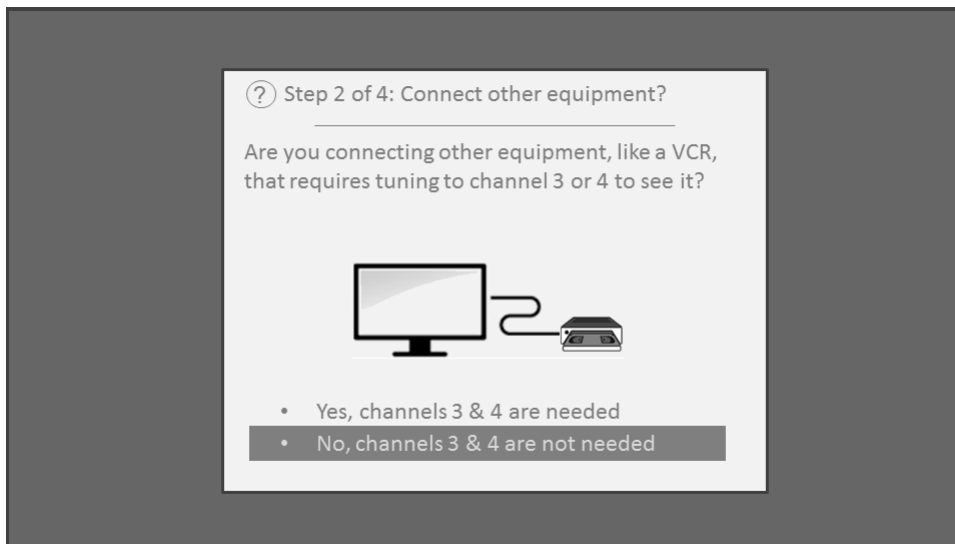 ? Step 2 of 4: Connect other equipment?
Are you connecting other equipment, like a VCR,
that requires tuning to channel 3 or 4 to see it?
• Yes, channels 3 & 4 are needed
• No, channels 3 & 4 are not needed